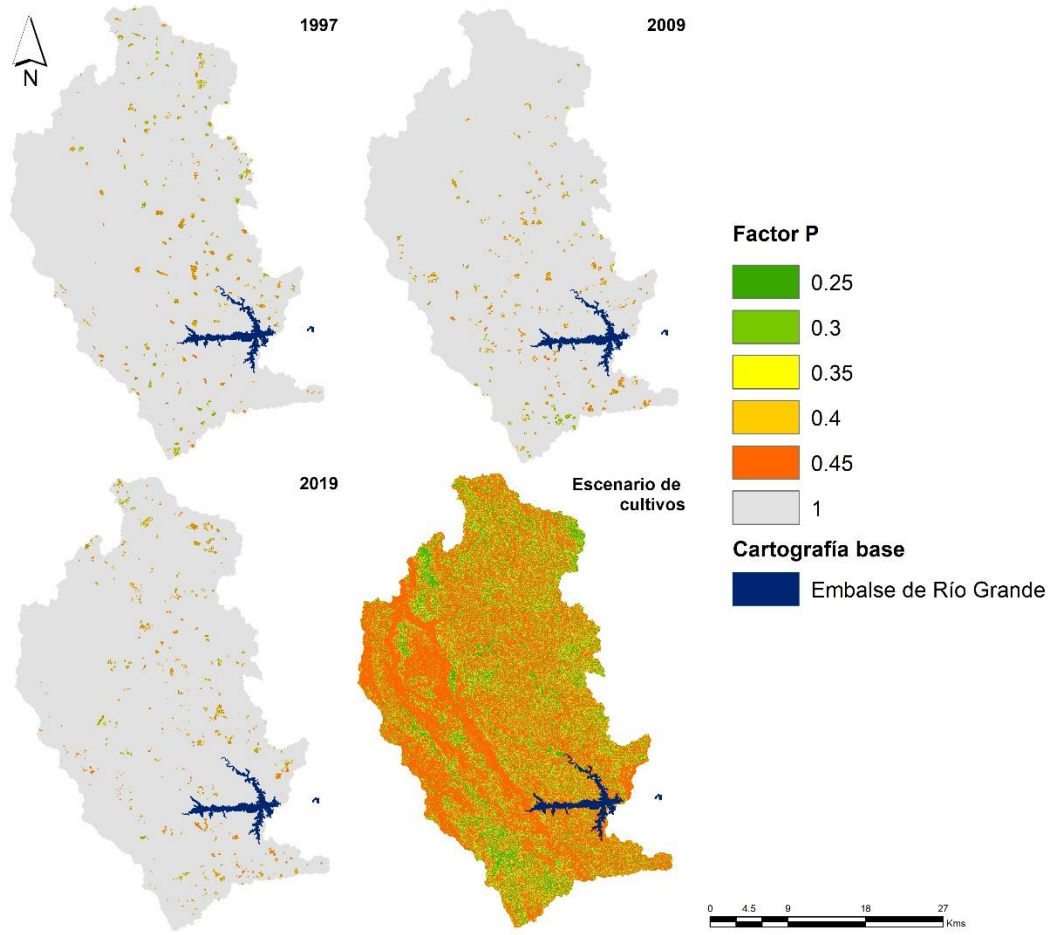 1997
2009
N
Factor P
0.25
0.3
0.35
0.4
0.45
1
2019
Escenario de
cultivos
Cartografía base
Embalse de Río Grande
0 4.5 9 18 27
Kms